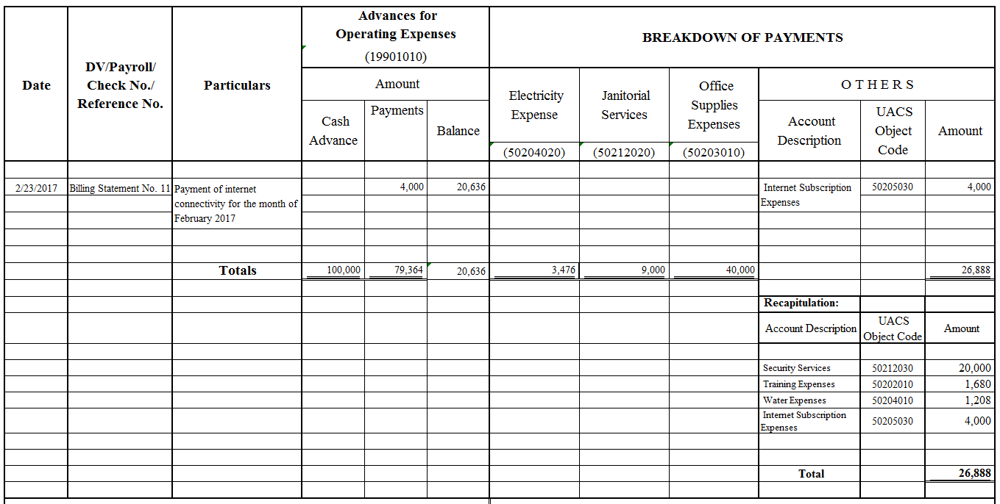 Advances for
Operating Expenses
(19901010)
BREAKDOWN OF PAYMENTS
Date
DV/Payroll/
Check No./
Reference No.
Particulars
Amount
Cash
Advance
Payments
Balance
Electricity
Expense
(50204020)
Janitorial
Services
(50212020)
Office
Supplies
Expenses
(50203010)
O T H E R S
Account
Description
UACS
Object
Code
Amount
2/23/2017 Billing Statement No. 11 Payment of internet 4,000 20,636 Internet Subscription 50205030 4,000
connectivity for the month of Expenses
February 2017
Totals 100,000 79,364 20,636 3,476 9,000 40,000 26,888
Recapitulation:
Account Description UACS Object Code Amount
Security Services 50212030 20,000
Training Expenses 50202010 1,680
Water Expenses 50204010 1,208
Internet Subscription
Expenses 50205030 4,000
Total 26,888